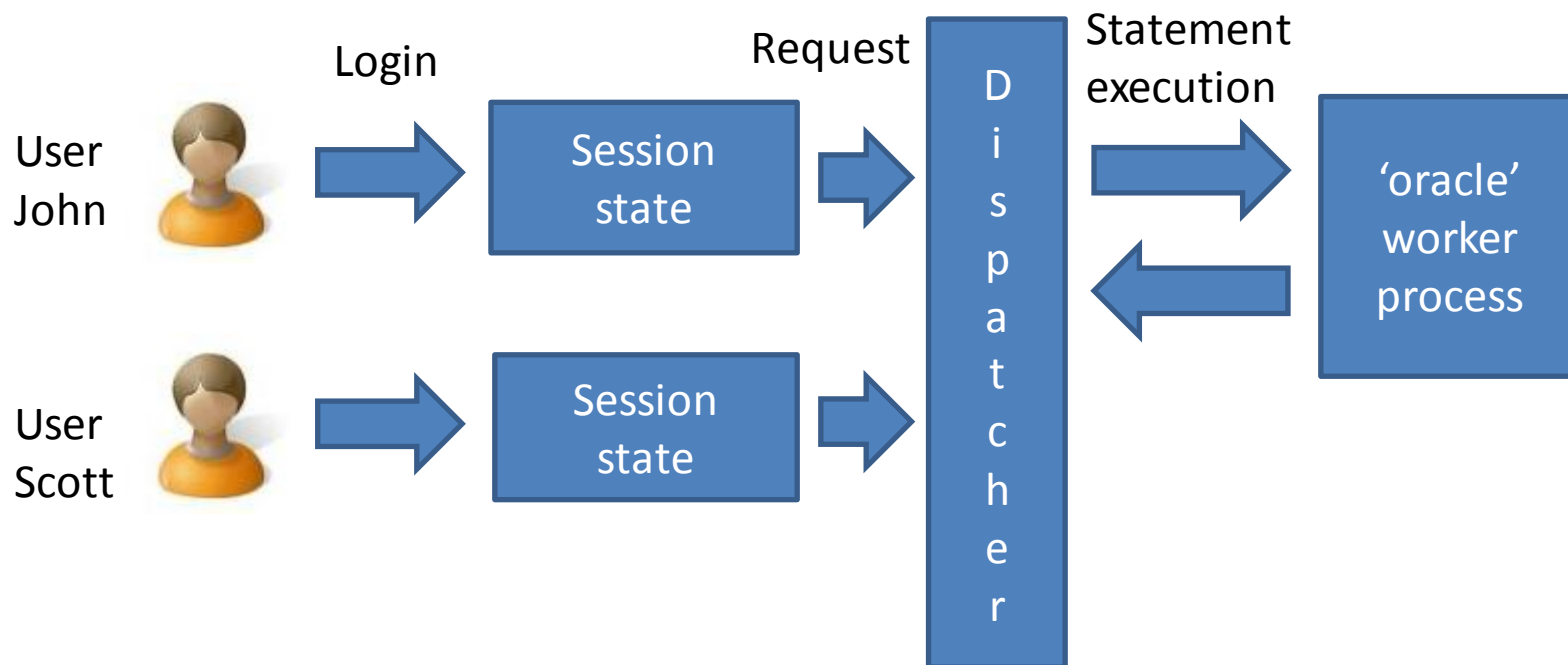 Login
Request
Statement
execution
User
John
Session
state
D
i
s
p
a
t
c
h
e
r
‘oracle’
worker
process
User
Scott
Session
state